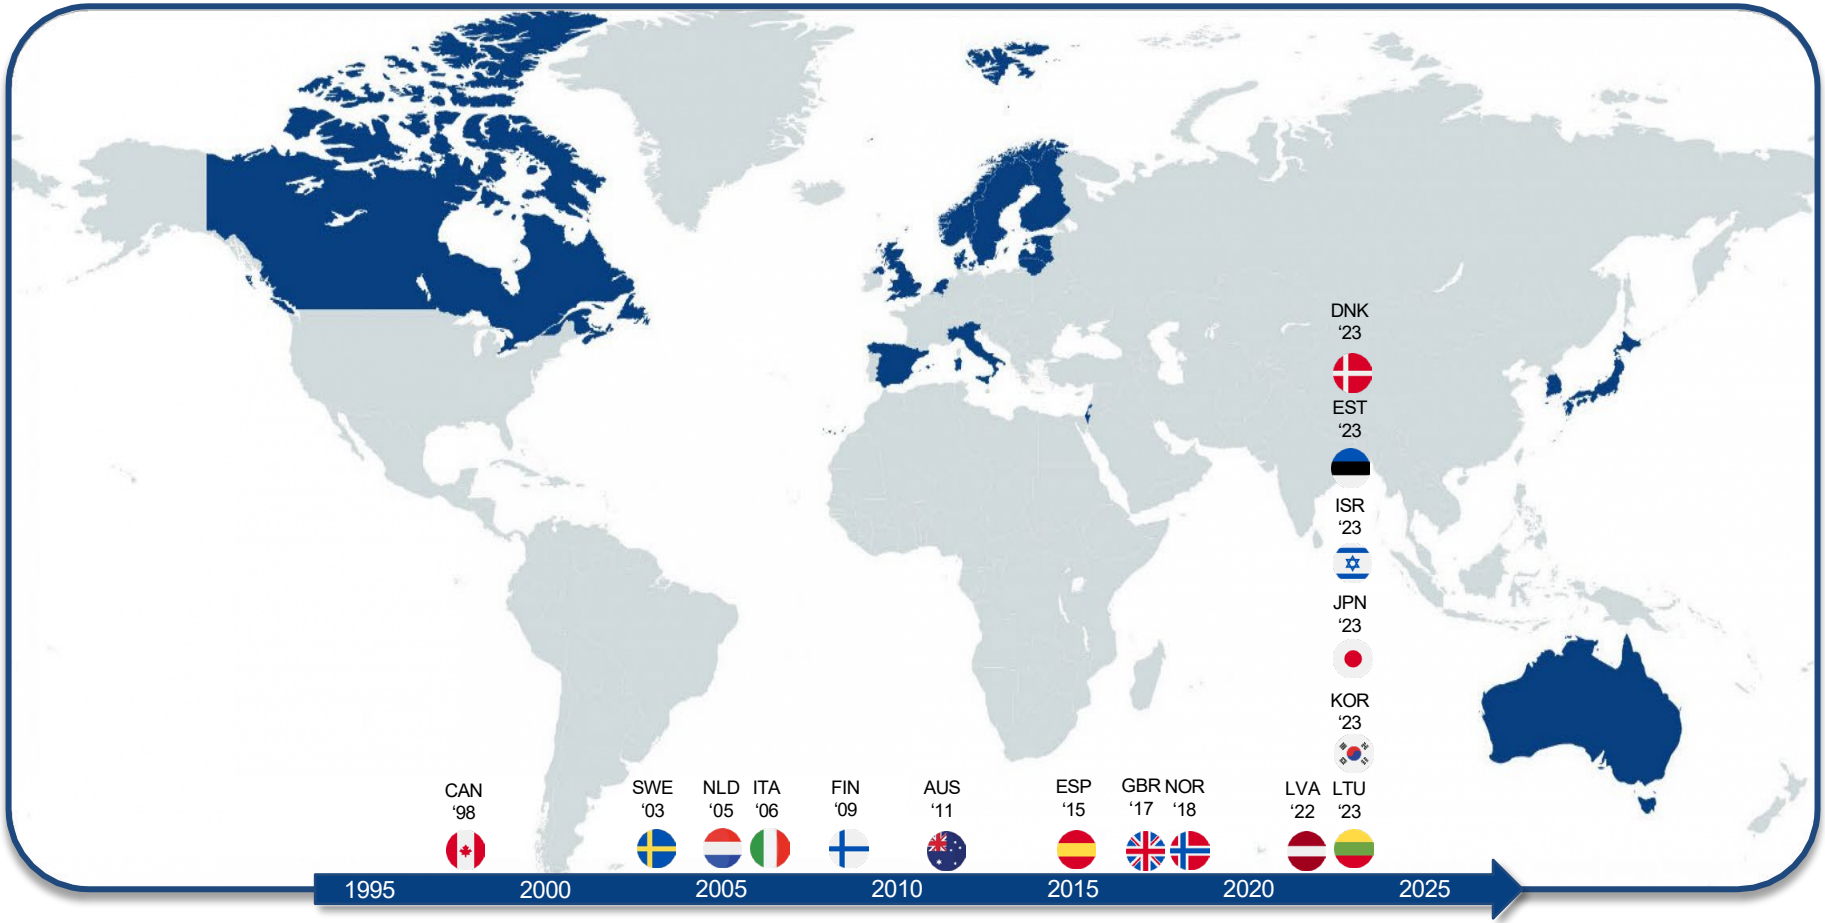 DNK
‘23
EST
‘23
ISR
‘23
JPN
‘23
KOR
‘23
CAN
‘98
SWE
‘03
NLD
‘05
ITA
‘06
FIN
‘09
AUS
‘11
ESP
‘15
GBR
‘17
NOR
‘18
LVA
‘22
LTU
‘23
1995 2000 2005 2010 2015 2020 2025